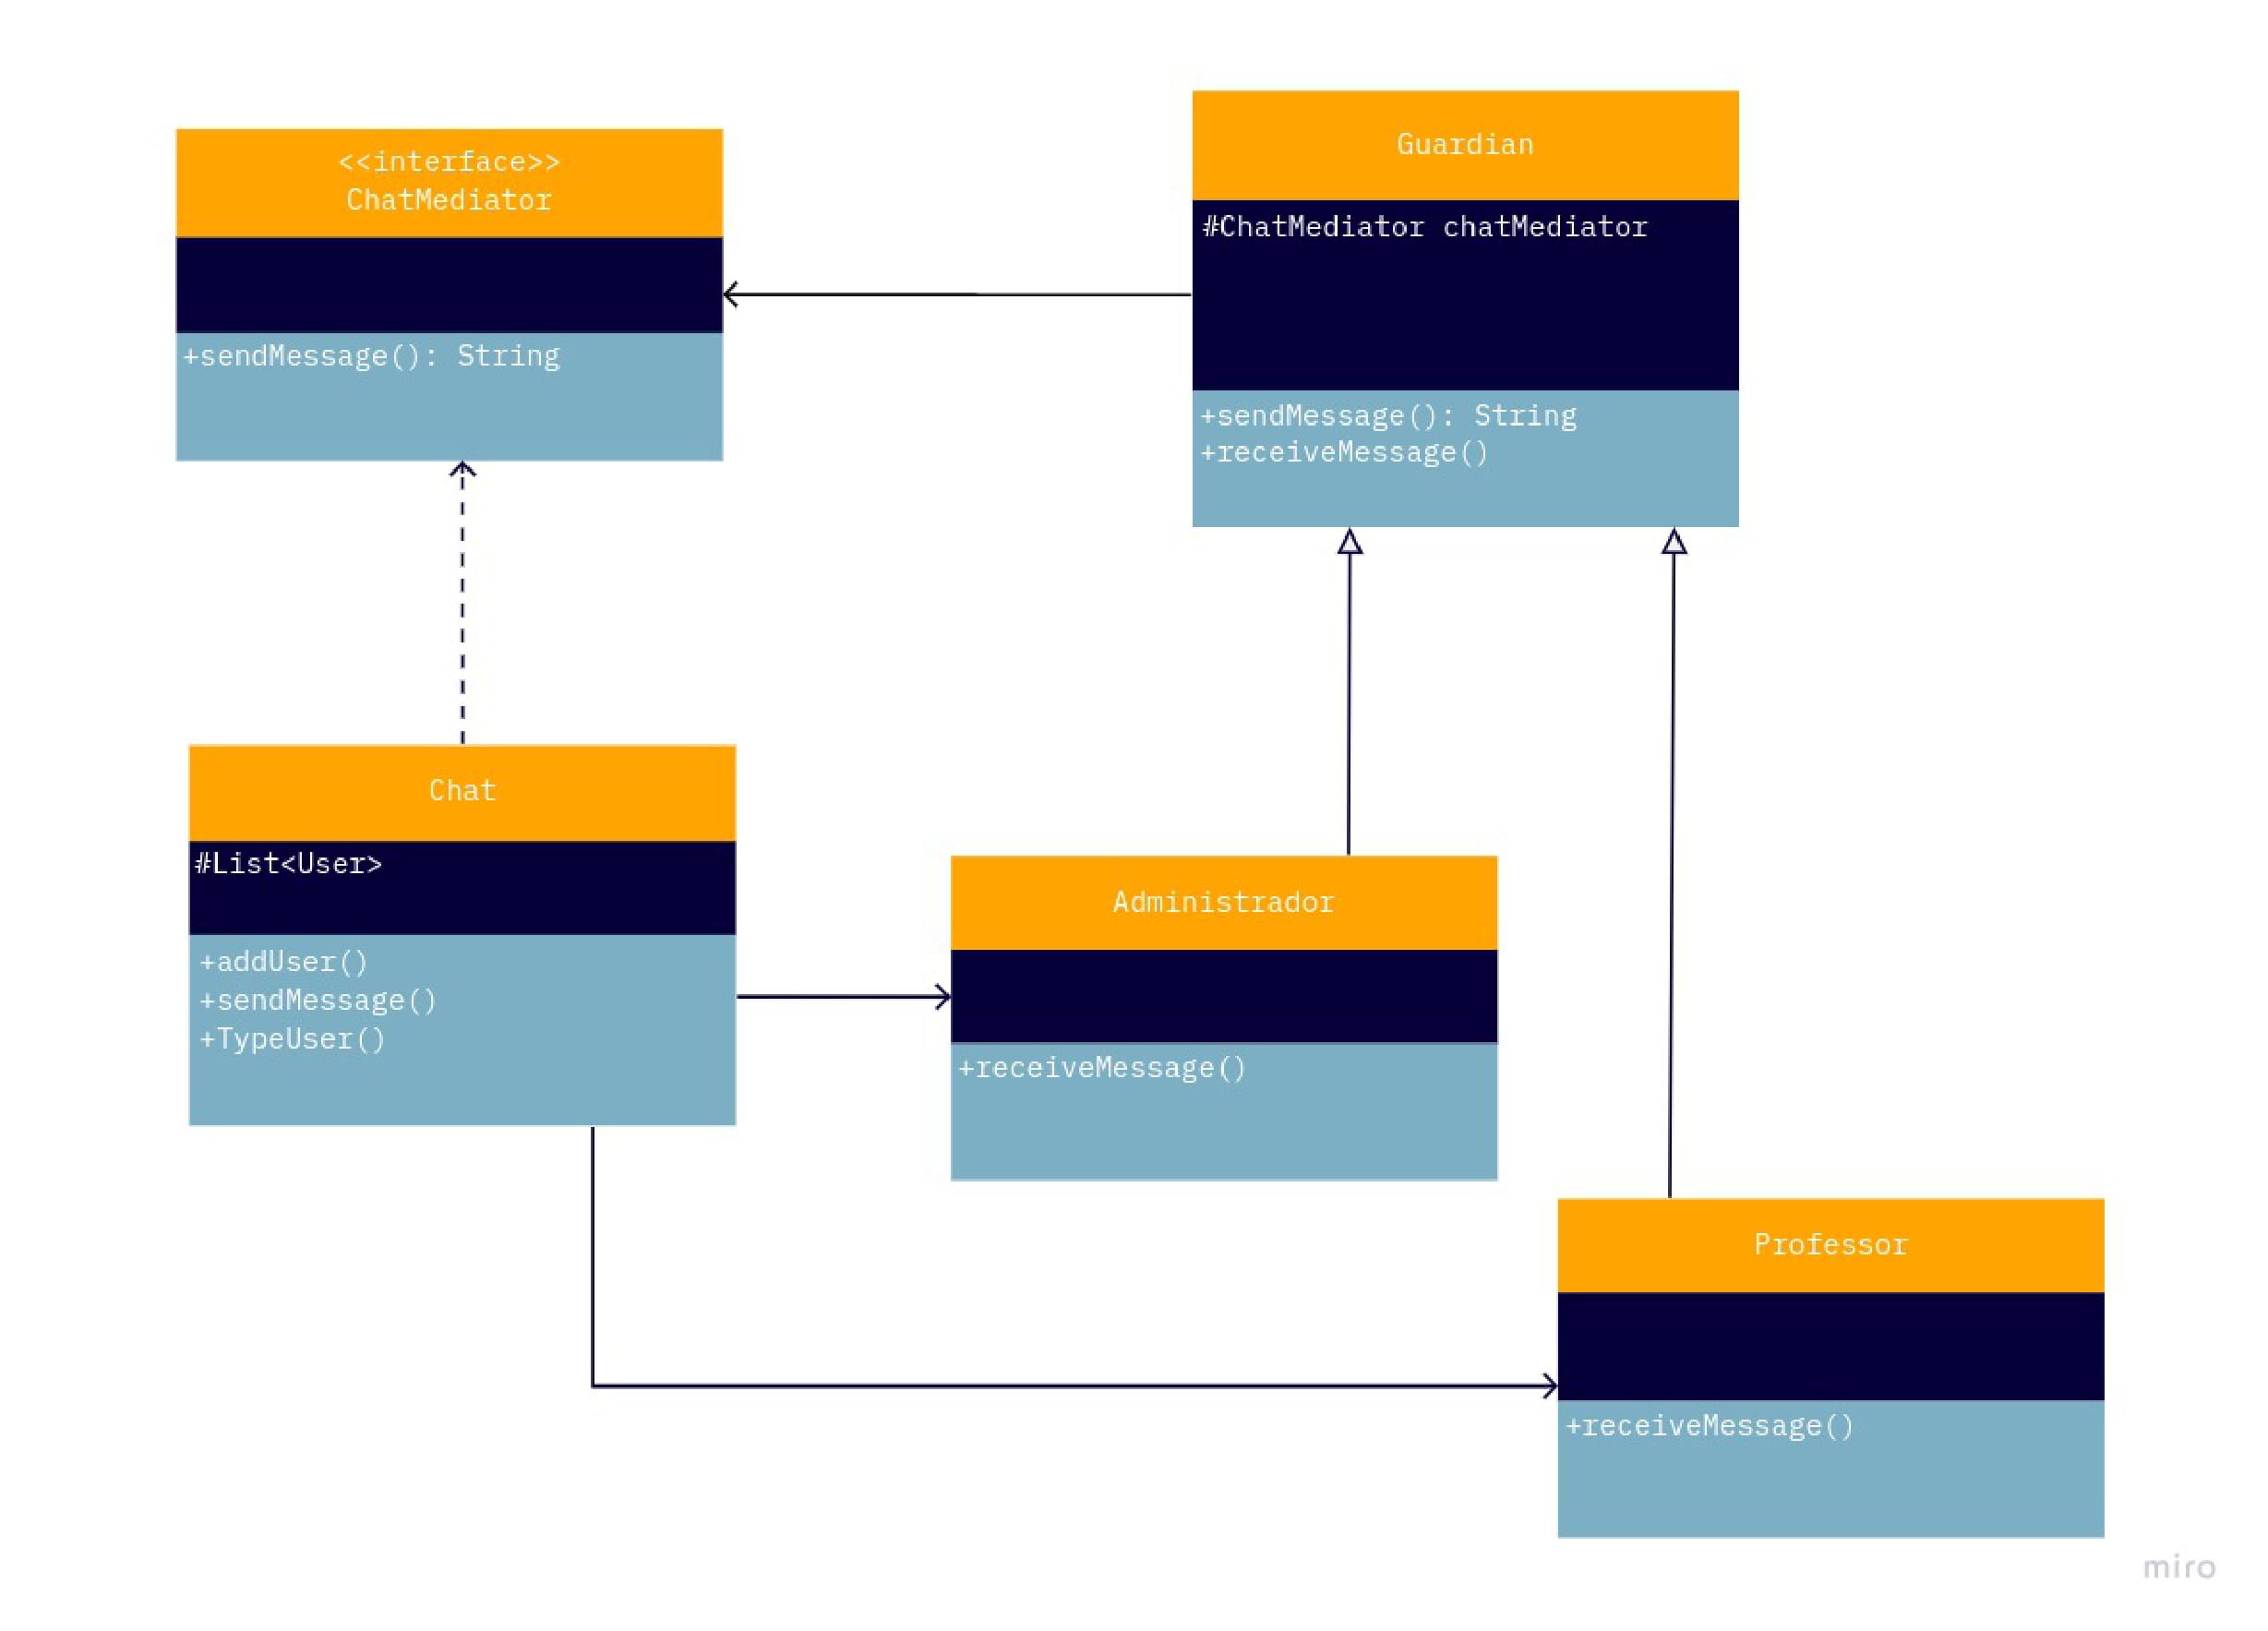 <<interface>>
ChatMediator
+sendMessage(): String
Guardian
#ChatMediator chatMediator
+sendMessage(): String
+receiveMessage()
Chat
#List<User>
+addUser()
+sendMessage()
+TypeUser()
Administrador
+receiveMessage()
Professor
+receiveMessage()
miro